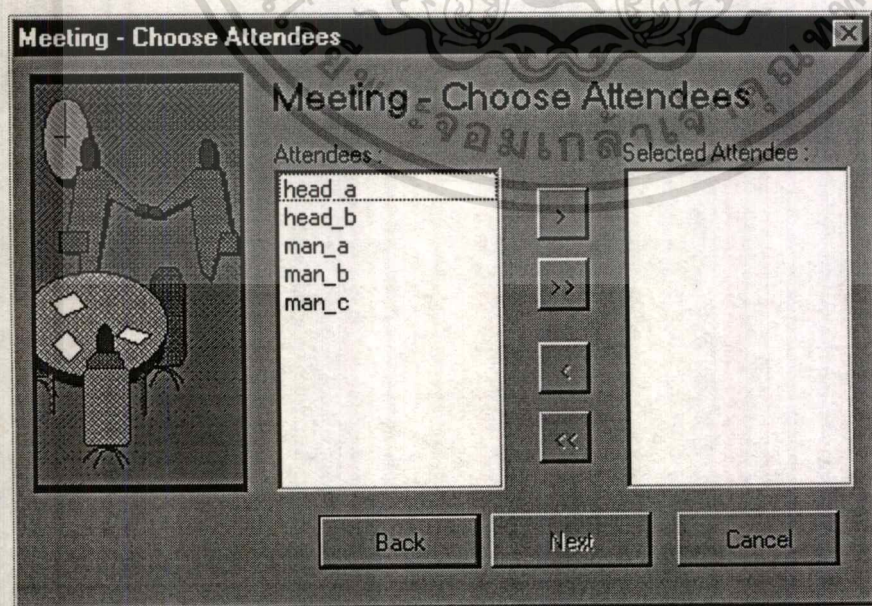 Meeting - Choose Attendees
Meeting - Choose Attendees
Attendees :
Selected Attendee :
head_a
head_b
man_a
man_b
man_c
>
>>
<
<<
Back
Next
Cancel